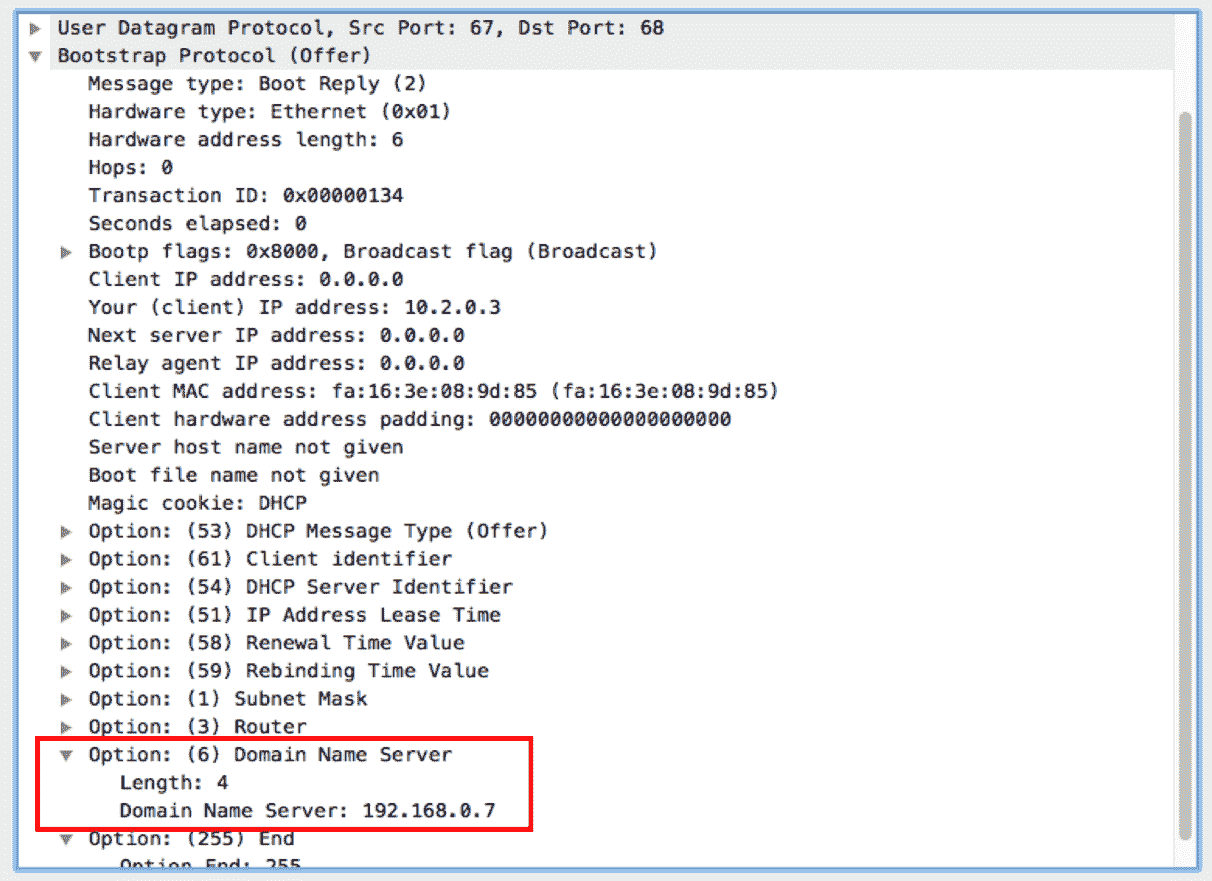 User Datagram Protocol, Src Port: 67, Dst Port: 68
Bootstrap Protocol (Offer)
Message type: Boot Reply (2)
Hardware type: Ethernet (0x01)
Hardware address length: 6
Hops: 0
Transaction ID: 0x00000134
Seconds elapsed: 0
Bootp flags: 0x8000, Broadcast flag (Broadcast)
Client IP address: 0.0.0.0
Your (client) IP address: 10.2.0.3
Next server IP address: 0.0.0.0
Relay agent IP address: 0.0.0.0
Client MAC address: fa:16:3e:08:9d:85 (fa:16:3e:08:9d:85)
Client hardware address padding: 00000000000000000000
Server host name not given
Boot file name not given
Magic cookie: DHCP
Option: (53) DHCP Message Type (Offer)
Option: (61) Client identifier
Option: (54) DHCP Server Identifier
Option: (51) IP Address Lease Time
Option: (58) Renewal Time Value
Option: (59) Rebinding Time Value
Option: (1) Subnet Mask
Option: (3) Router
Option: (6) Domain Name Server
Length: 4
Domain Name Server: 192.168.0.7
Option: (255) End
Option End: 255